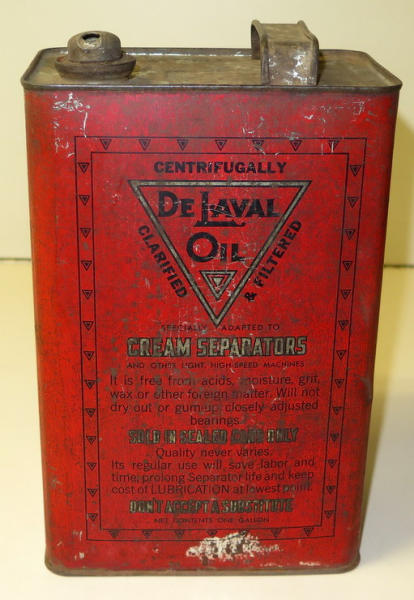 CENTRIFUGALLY
DE LAVAL
OIL
CLARIFIED
& FILTERED
SPECIALLY ADAPTED TO
CREAM SEPARATORS
AND OTHER LIGHT, HIGH-SPEED MACHINES
It is free from acids, moisture, grit,
wax or other foreign matter. Will not
dry out or gum up closely adjusted
bearings.
SOLD IN SEALED CANS ONLY
Quality never varies.
Its regular use will save labor and
time, prolong Separator life and keep
cost of LUBRICATION at lowest point.
DON'T ACCEPT A SUBSTITUTE
NET CONTENTS ONE GALLON